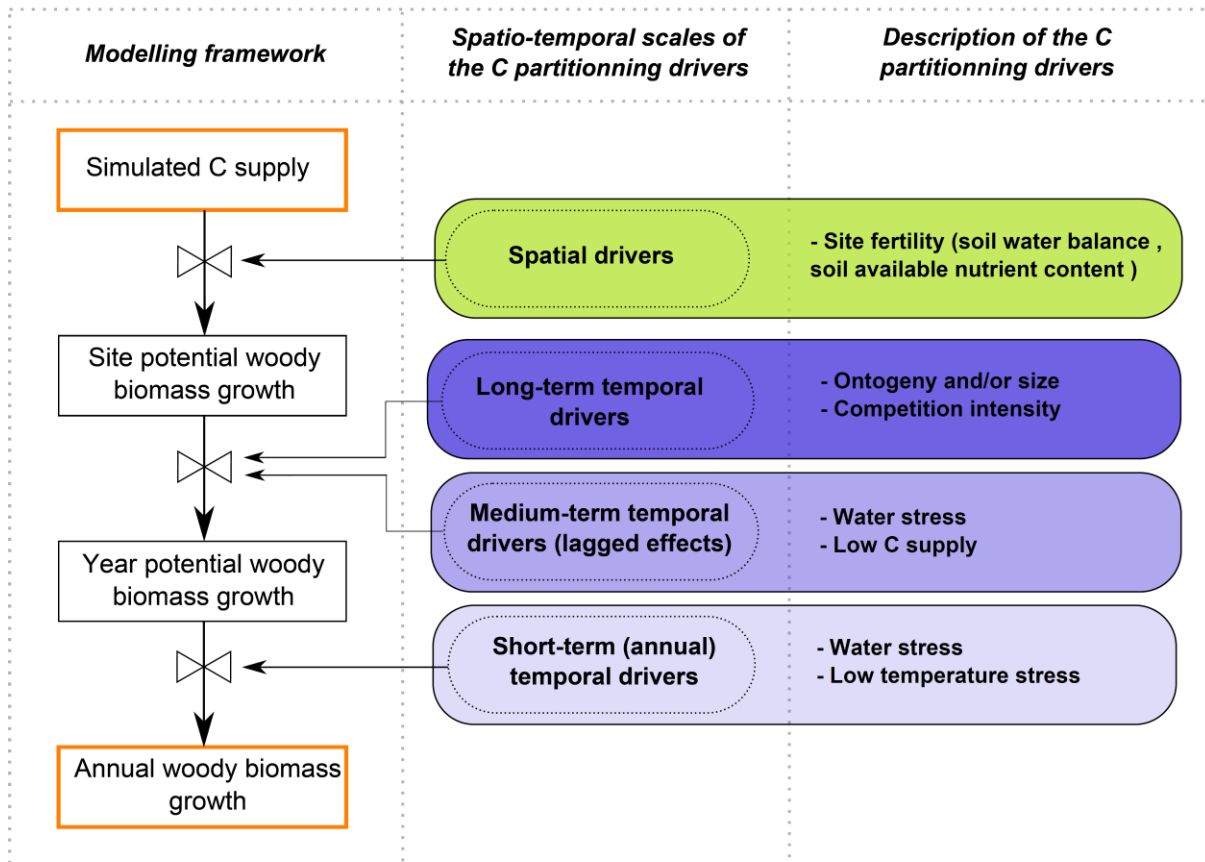 Modelling framework
Spatio-temporal scales of
the C partitionning drivers
Description of the C
partitionning drivers
Simulated C supply
Spatial drivers
- Site fertility (soil water balance ,
soil available nutrient content )
Site potential woody
biomass growth
Long-term temporal
drivers
- Ontogeny and/or size
- Competition intensity
Medium-term temporal
drivers (lagged effects)
- Water stress
- Low C supply
Year potential woody
biomass growth
Short-term (annual)
temporal drivers
- Water stress
- Low temperature stress
Annual woody biomass
growth